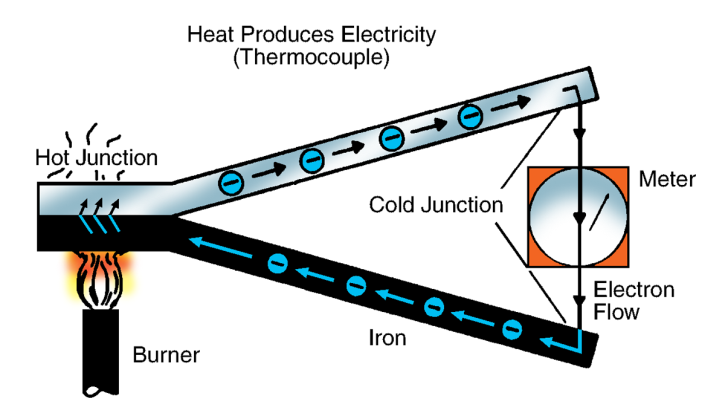 Heat Produces Electricity
(Thermocouple)
Hot Junction
Meter
Cold Junction
Electron
Flow
Iron
Burner